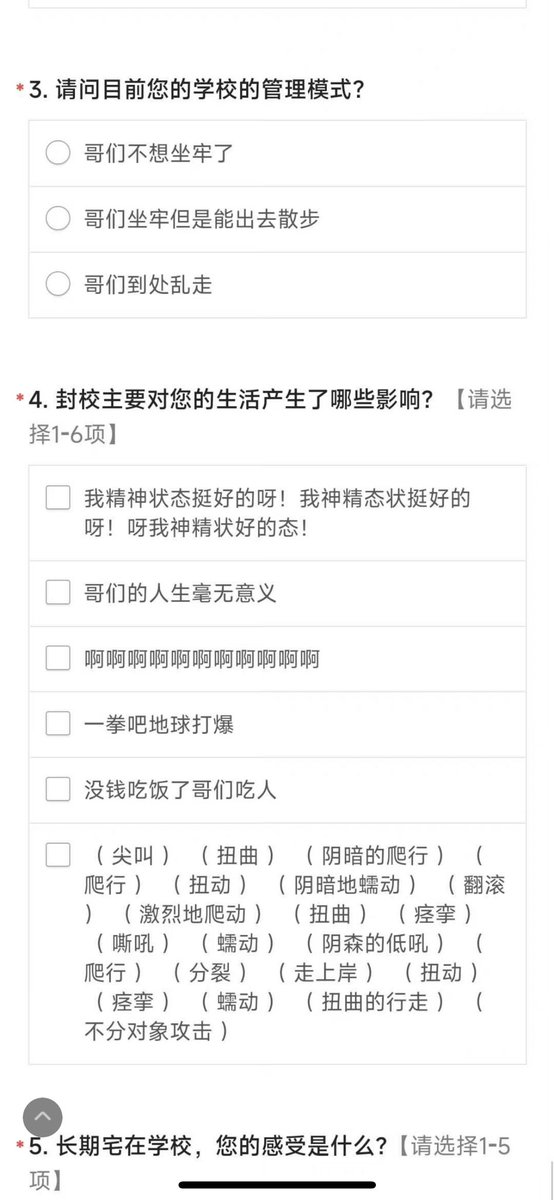 *3. 请问目前您的学校的管理模式？
哥们不想坐牢了
哥们坐牢但是能出去散步
哥们到处乱走
*4. 封校主要对您的生活产生了哪些影响？【请选
择1-6项】
我精神状态挺好的呀！我神精态状挺好的
呀！呀我神精状好的态！
哥们的人生毫无意义
啊啊啊啊啊啊啊啊啊啊啊
一拳吧地球打爆
没钱吃饭了哥们吃人
（尖叫）（扭曲）（阴暗的爬行）（
爬行）（扭动）（阴暗地蠕动）（翻滚
）（激烈地爬动）（扭曲）（痉挛）
（嘶吼）（蠕动）（阴森的低吼）（
爬行）（分裂）（走上岸）（扭动）
（痉挛）（蠕动）（扭曲的行走）（
不分对象攻击）
*5. 长期宅在学校，您的感受是什么？【请选择1-5
项】